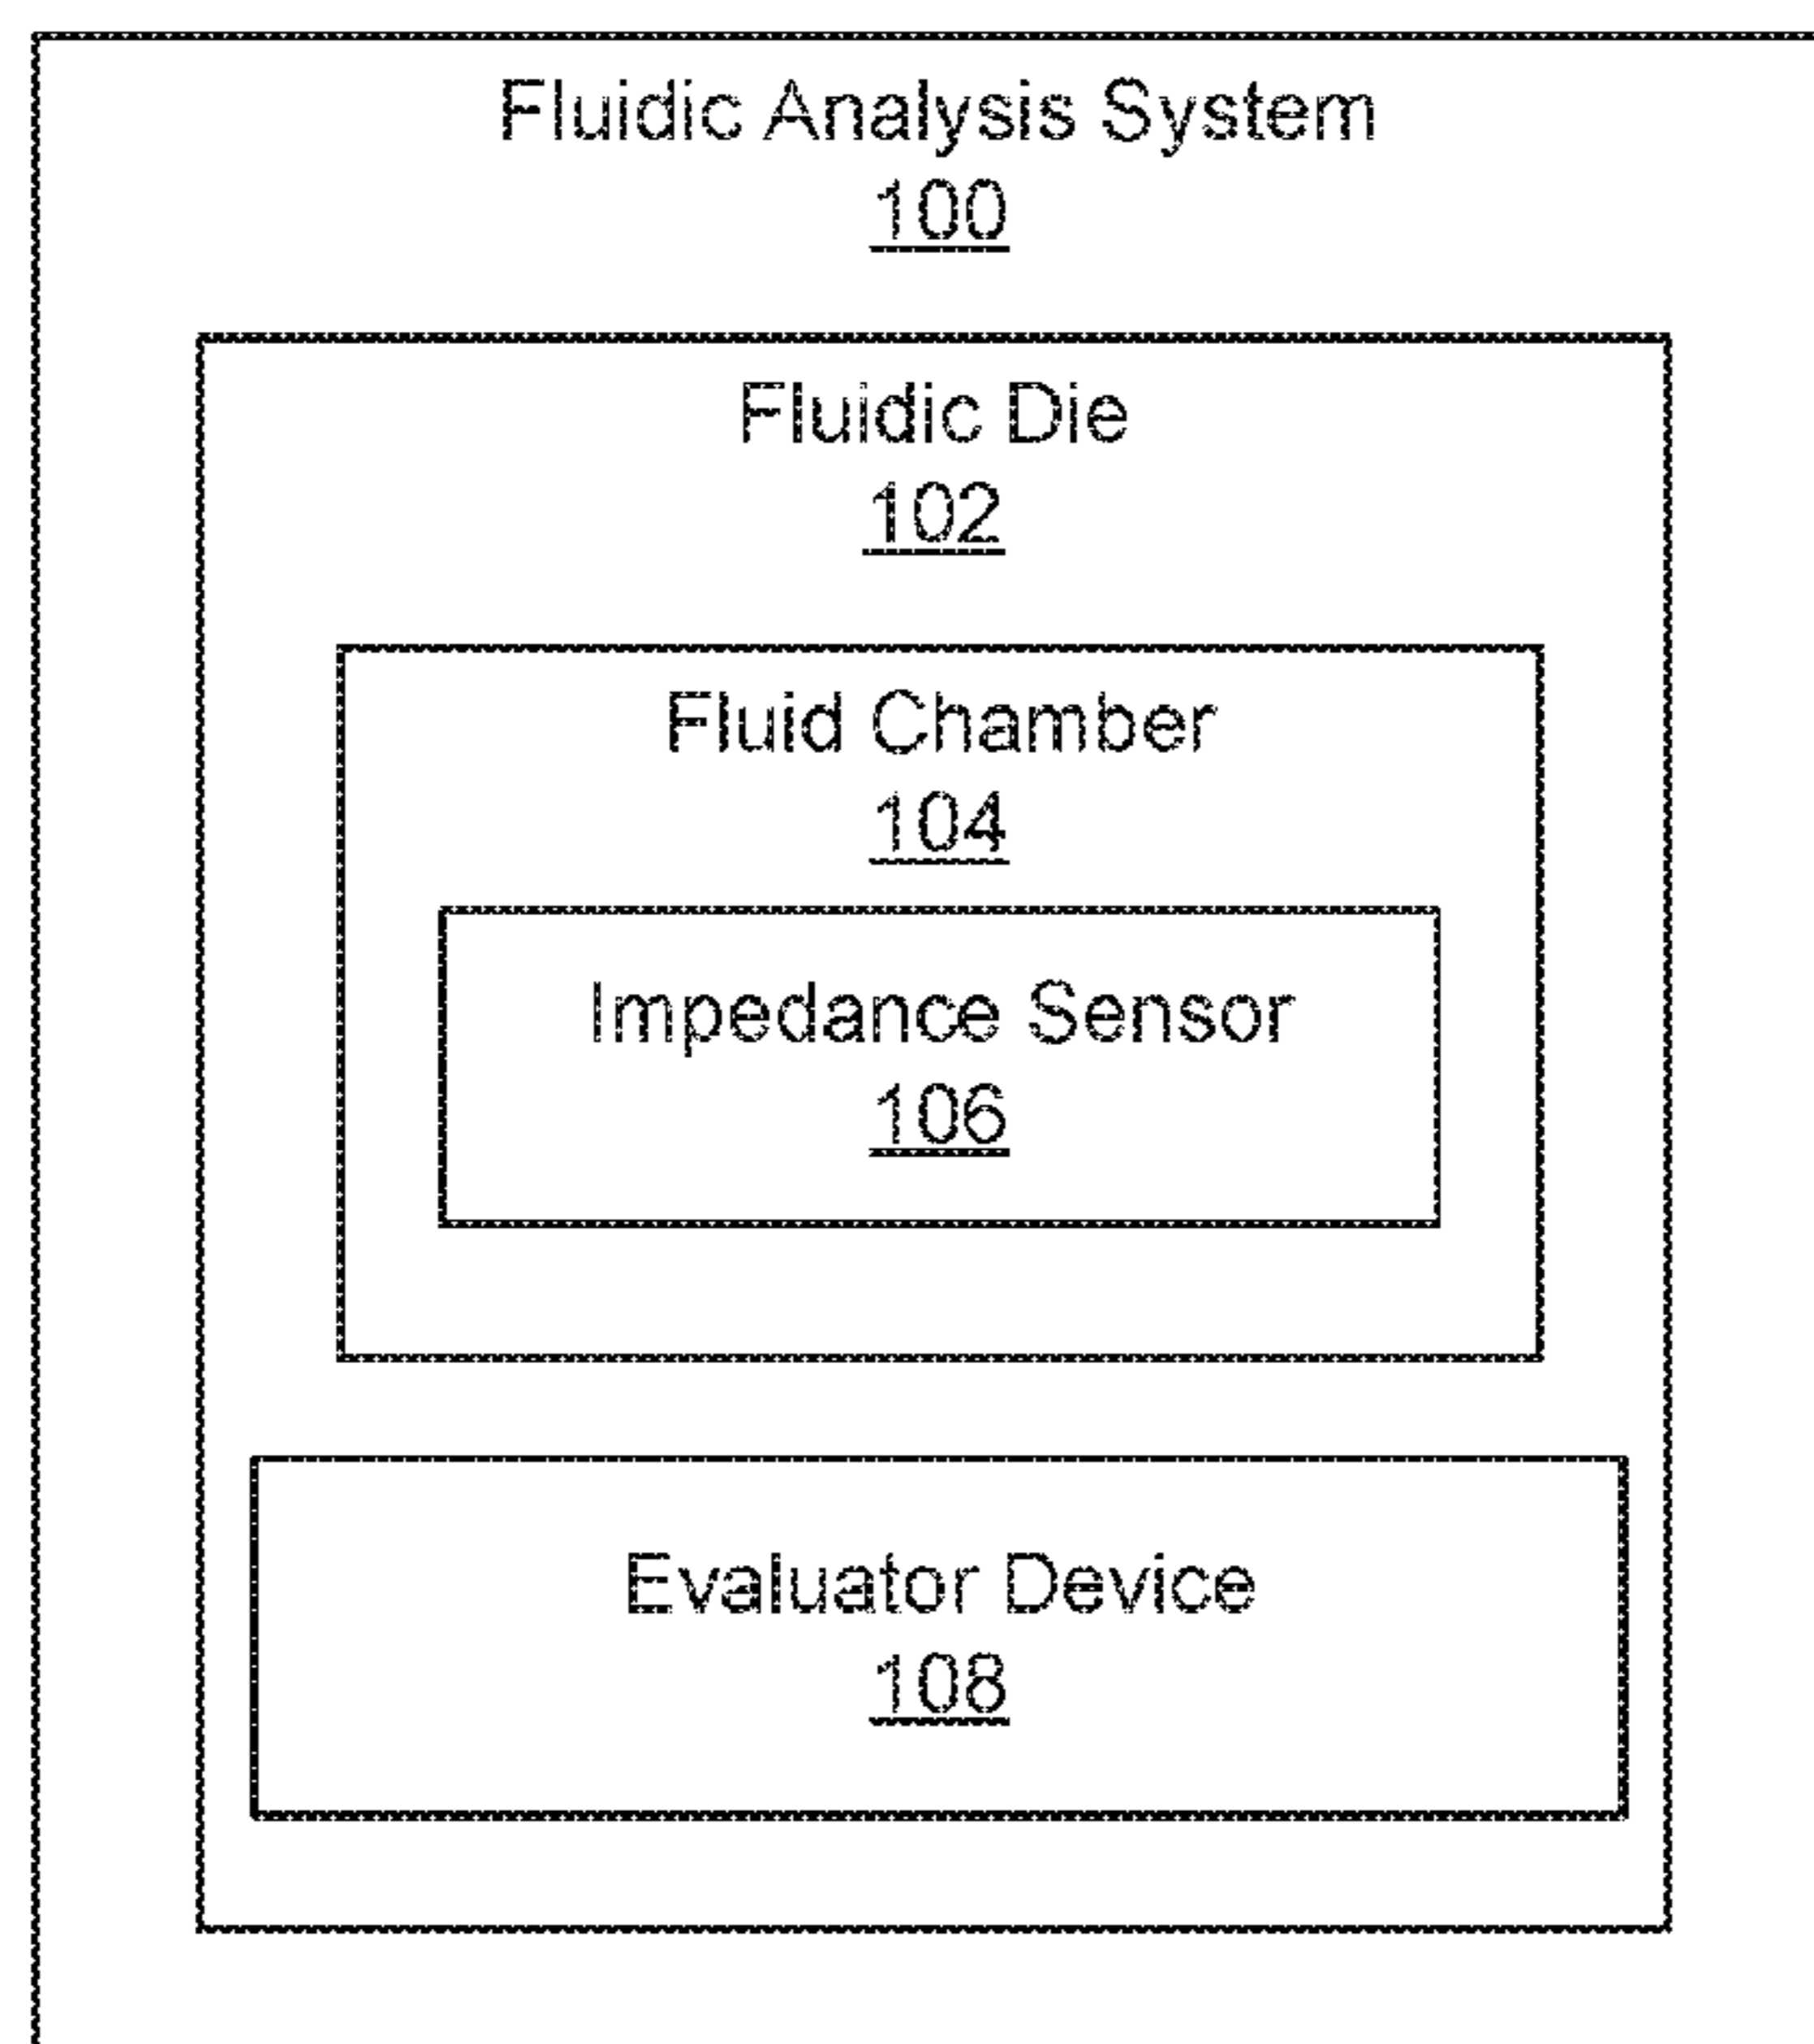 Fluidic Analysis System
100
Fluidic Die
102
Fluid Chamber
104
Impedance Sensor
106
Evaluator Device
108